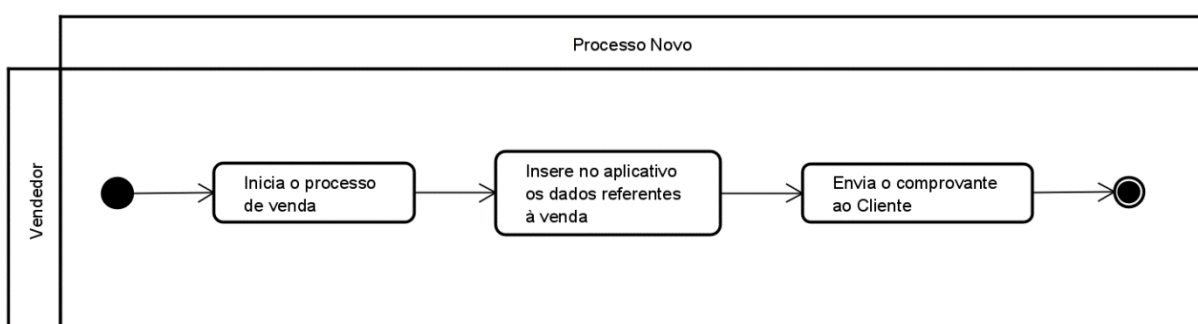 Processo Novo
Vendedor
Inicia o processo
de venda
Insere no aplicativo
os dados referentes
à venda
Envia o comprovante
ao Cliente